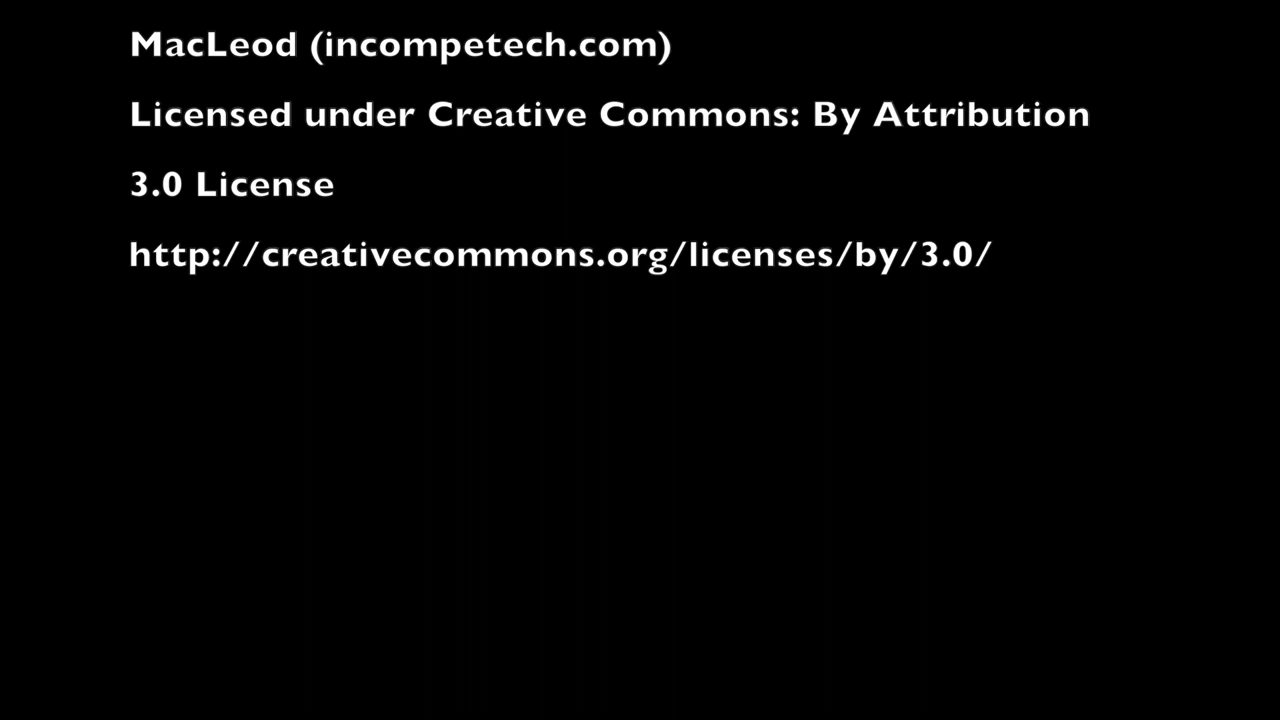 MacLeod (incompetech.com)
Licensed under Creative Commons: By Attribution
3.0 License
http://creativecommons.org/licenses/by/3.0/